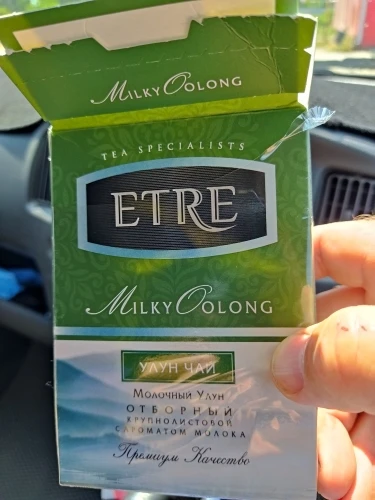 Milky Oolong
TEA SPECIALISTS
ETRE
Milky Oolong
УЛУН ЧАЙ
Молочный Улун
ОТБОРНЫЙ
КРУПНОЛИСТОВОЙ
С АРОМАТОМ МОЛОКА
Премиум Качество